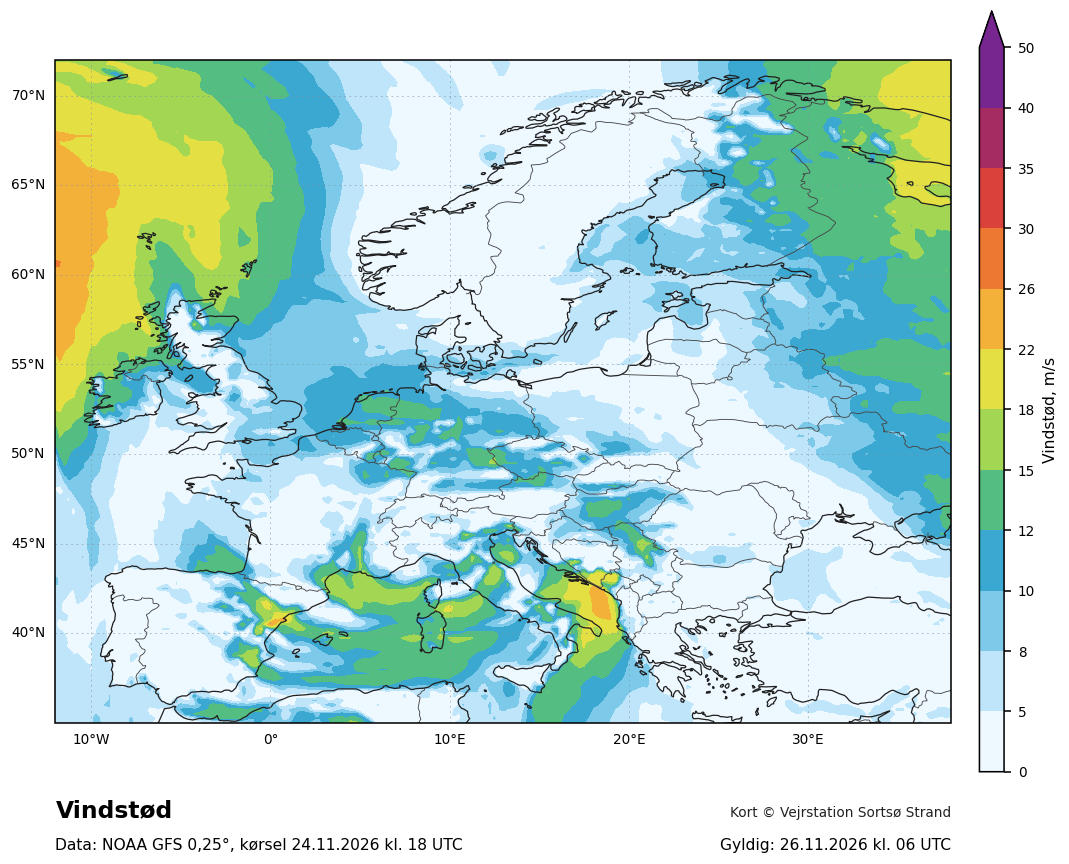 50
40
35
30
26
22
18
15
12
10
8
5
0
Vindstød, m/s
70°N
65°N
60°N
55°N
50°N
45°N
40°N
10°W
0°
10°E
20°E
30°E
Vindstød
Kort © Vejrstation Sortsø Strand
Data: NOAA GFS 0,25°, kørsel 24.11.2026 kl. 18 UTC
Gyldig: 26.11.2026 kl. 06 UTC